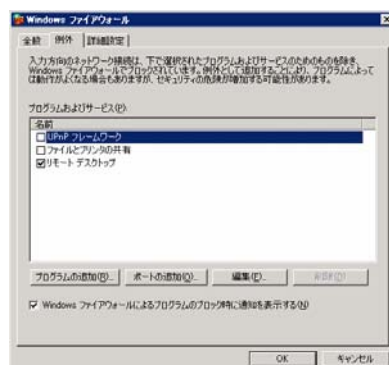 Windows ファイアウォール
全般 例外 詳細設定
入力方向のネットワーク接続は、下で選択されたプログラムおよびサービスのためのものを除き、
Windows ファイアウォールでブロックされています。例外として追加することにより、プログラムによって
は動作がよくなる場合もありますが、セキュリティの危険が増加する可能性があります。
プログラムおよびサービス(P):
名前
UPnP フレームワーク
ファイルとプリンタの共有
リモート デスクトップ
プログラムの追加(R)... ポートの追加(O)... 編集(E)... 削除(D)
Windows ファイアウォールによるプログラムのブロック時に通知を表示する(N)
OK キャンセル